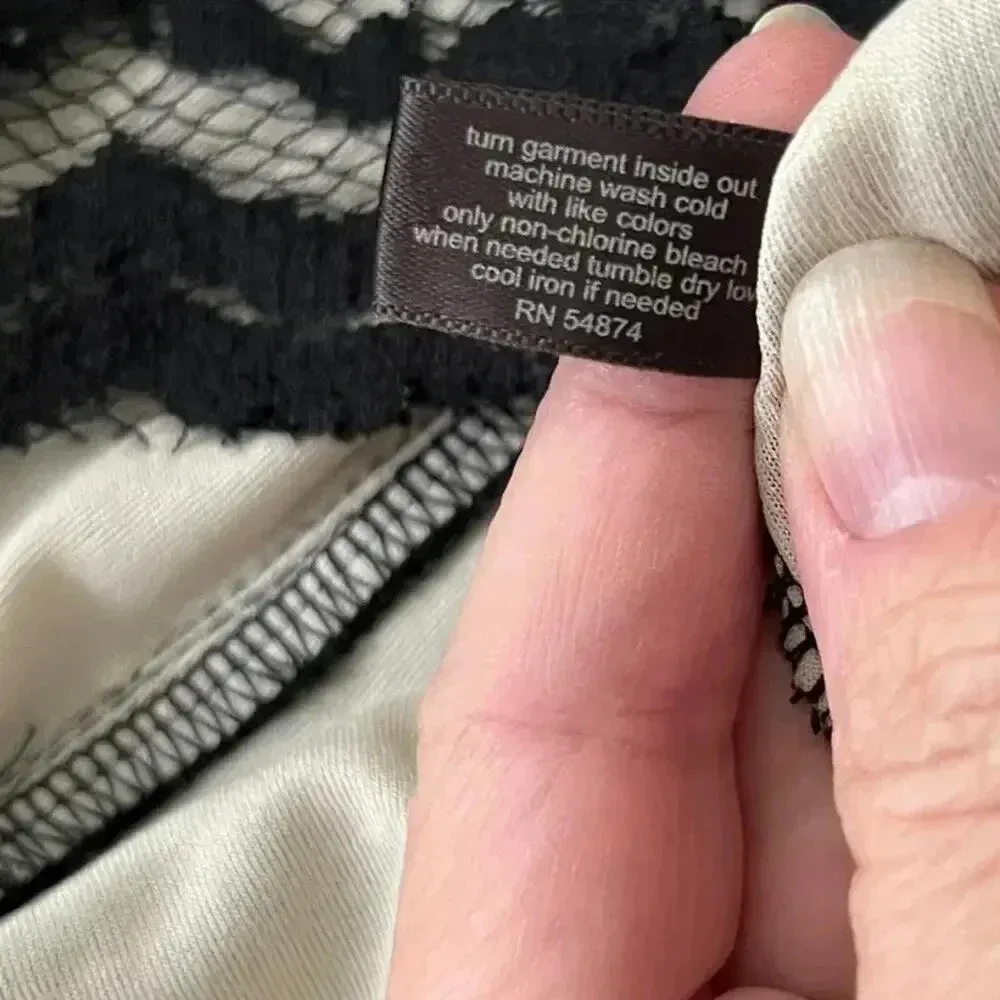 turn garment inside out
machine wash cold
with like colors
only non-chlorine bleach
when needed tumble dry low
cool iron if needed
RN 54874